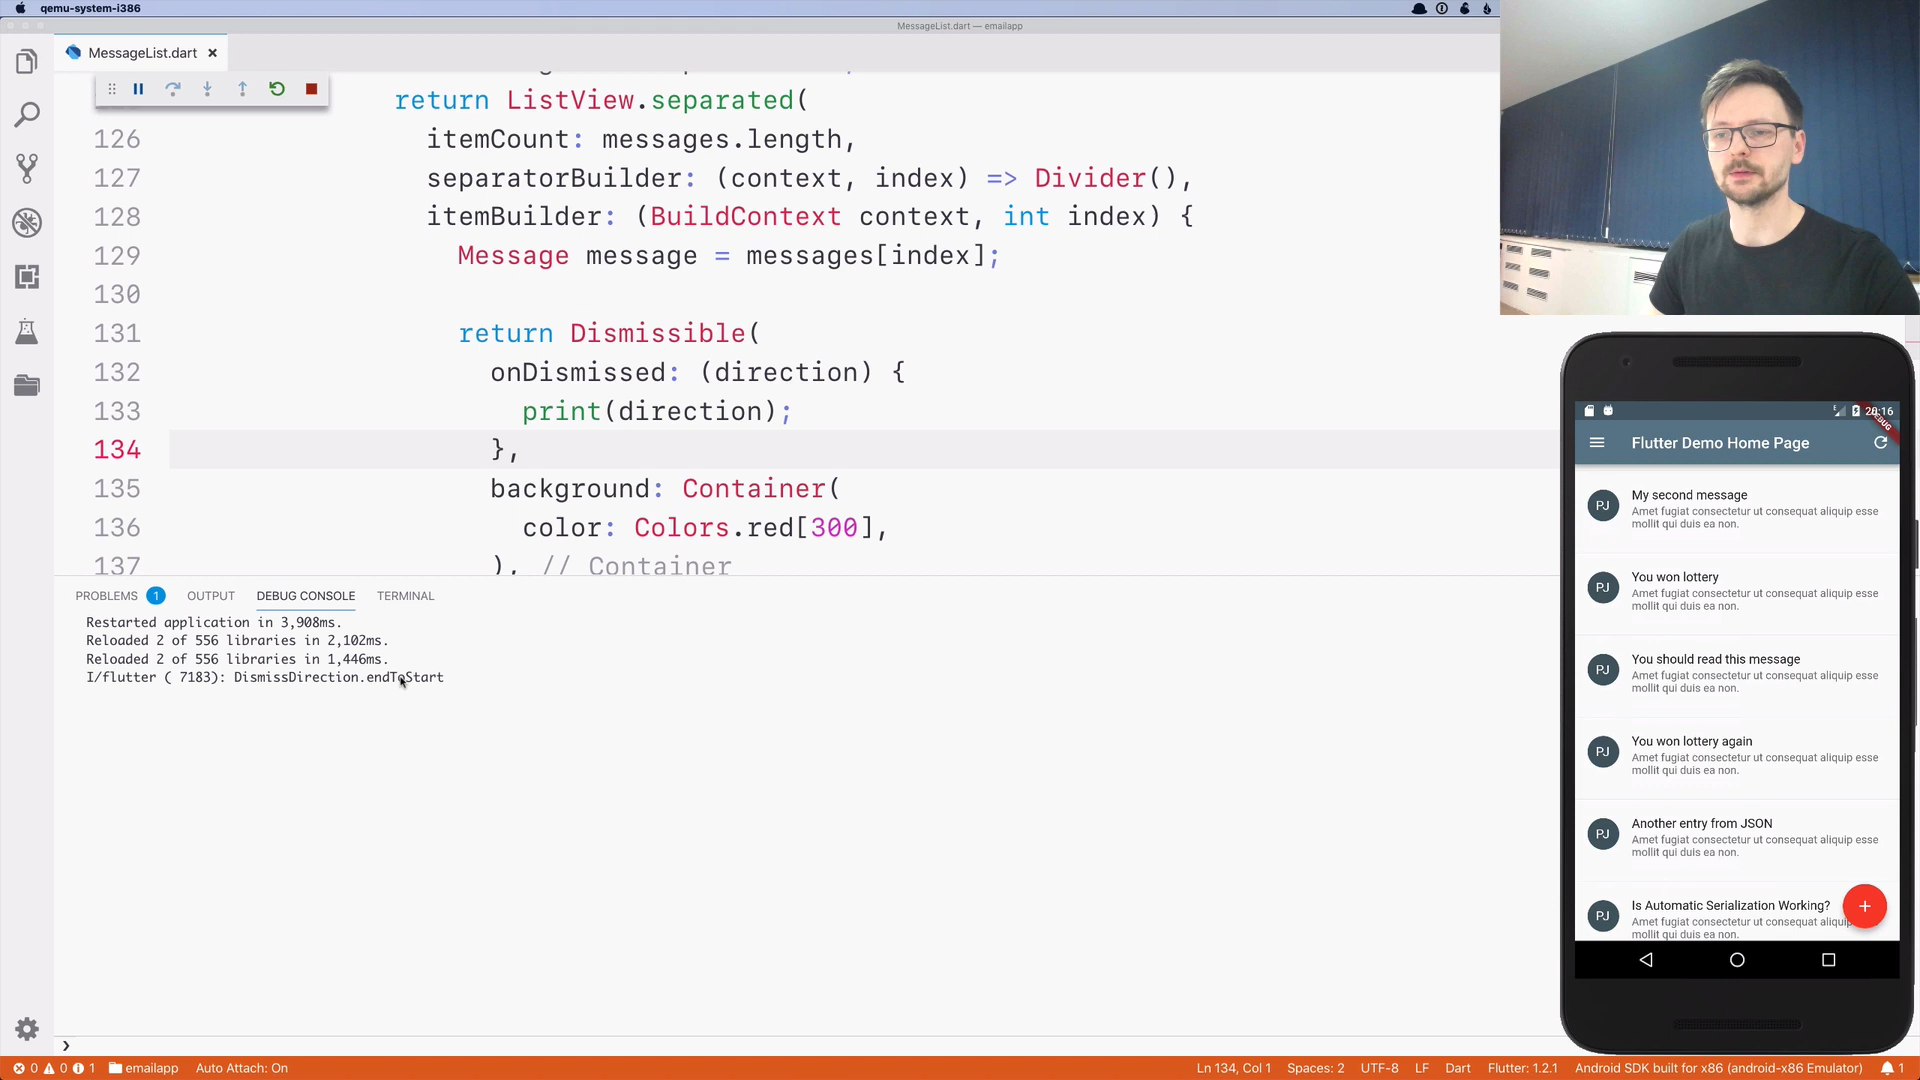 qemu-system-i386
MessageList.dart — emailapp
MessageList.dart
return ListView.separated(
126 itemCount: messages.length,
127 separatorBuilder: (context, index) => Divider(),
128 itemBuilder: (BuildContext context, int index) {
129 Message message = messages[index];
130
131 return Dismissible(
132 onDismissed: (direction) {
133 print(direction);
134 },
135 background: Container(
136 color: Colors.red[300],
137 ), // Container
PROBLEMS 1 OUTPUT DEBUG CONSOLE TERMINAL
Restarted application in 3,908ms.
Reloaded 2 of 556 libraries in 2,102ms.
Reloaded 2 of 556 libraries in 1,446ms.
I/flutter ( 7183): DismissDirection.endToStart
20:16
DEBUG
Flutter Demo Home Page
PJ
My second message
Amet fugiat consectetur ut consequat aliquip esse
mollit qui duis ea non.
PJ
You won lottery
Amet fugiat consectetur ut consequat aliquip esse
mollit qui duis ea non.
PJ
You should read this message
Amet fugiat consectetur ut consequat aliquip esse
mollit qui duis ea non.
PJ
You won lottery again
Amet fugiat consectetur ut consequat aliquip esse
mollit qui duis ea non.
PJ
Another entry from JSON
Amet fugiat consectetur ut consequat aliquip esse
mollit qui duis ea non.
PJ
Is Automatic Serialization Working?
Amet fugiat consectetur ut consequat aliquip esse
mollit qui duis ea non.
0 0 1 emailapp Auto Attach: On Ln 134, Col 1 Spaces: 2 UTF-8 LF Dart Flutter: 1.2.1 Android SDK built for x86 (android-x86 Emulator) 1